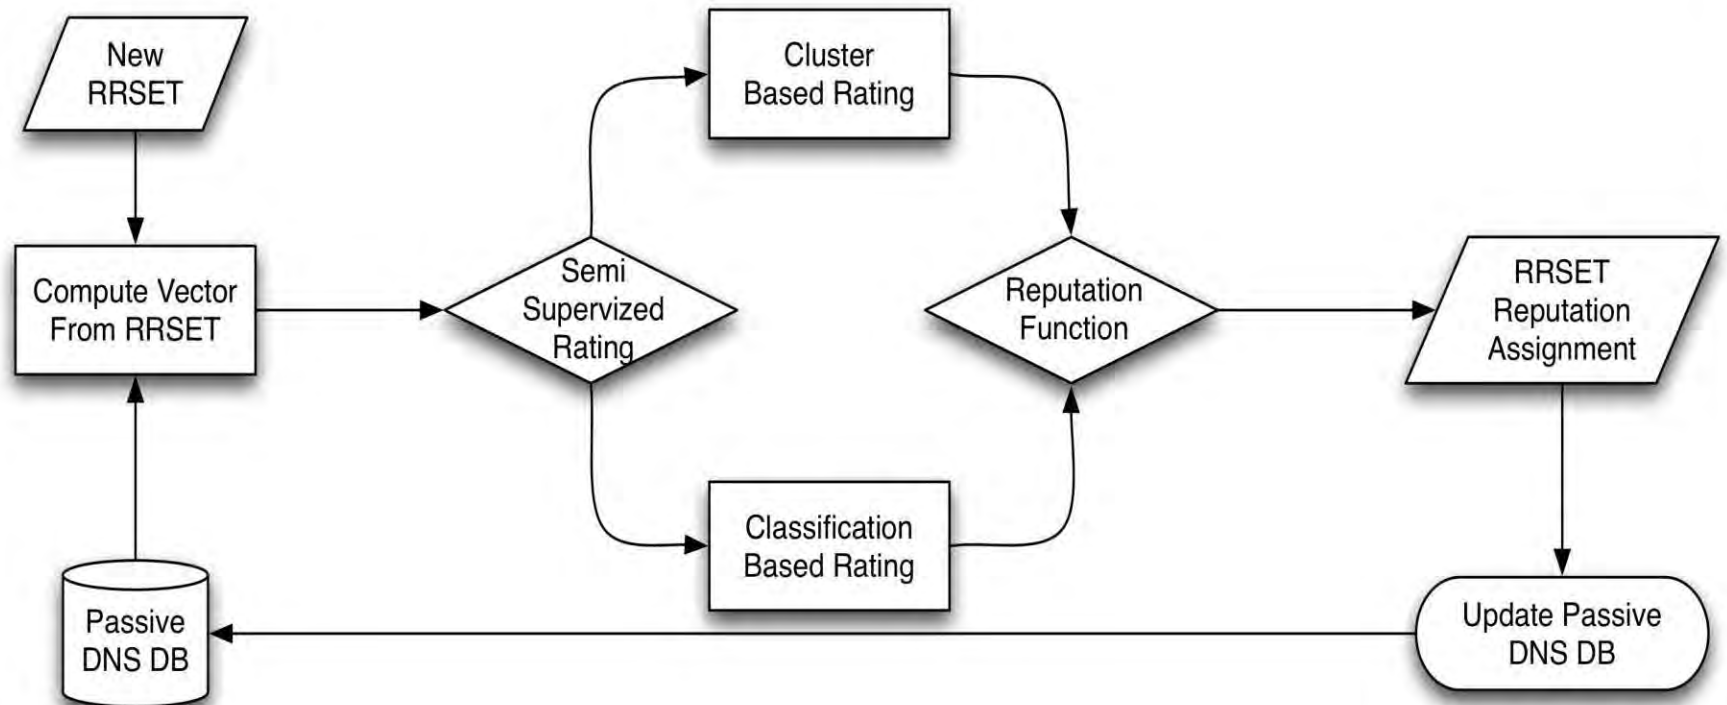 New
RRSET
Cluster
Based Rating
Compute Vector
From RRSET
Semi
Supervized
Rating
Reputation
Function
RRSET
Reputation
Assignment
Classification
Based Rating
Passive
DNS DB
Update Passive
DNS DB